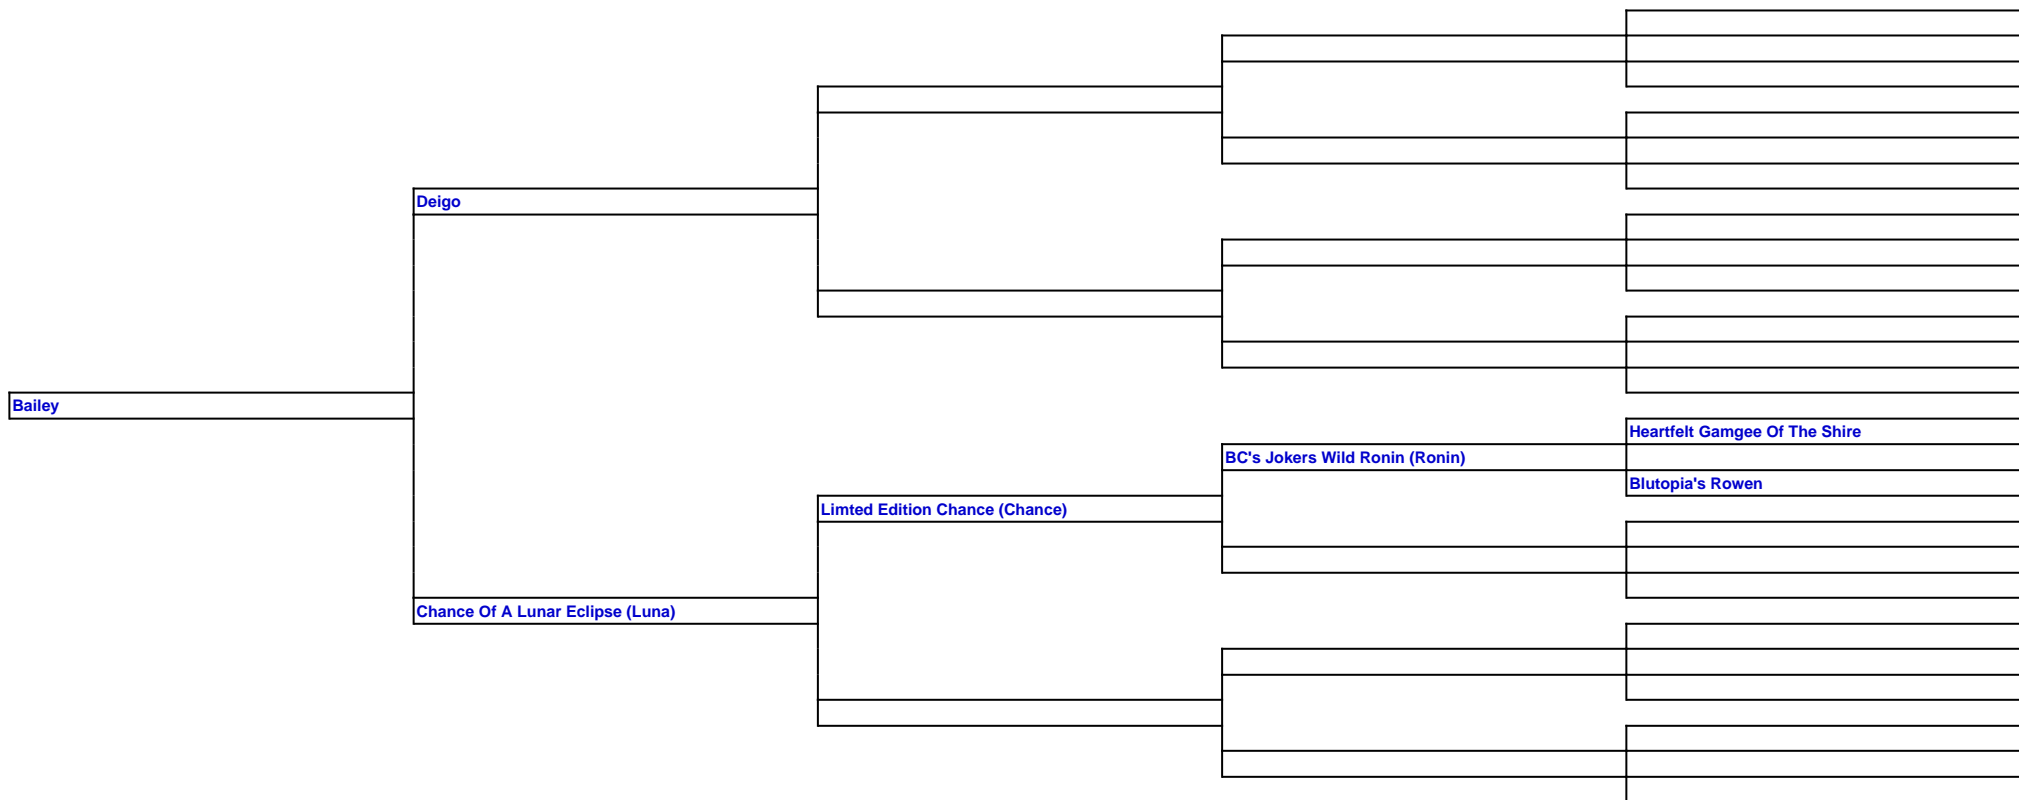 Deigo
Bailey
Heartfelt Gamgee Of The Shire
BC's Jokers Wild Ronin (Ronin)
Blutopia's Rowen
Limted Edition Chance (Chance)
Chance Of A Lunar Eclipse (Luna)